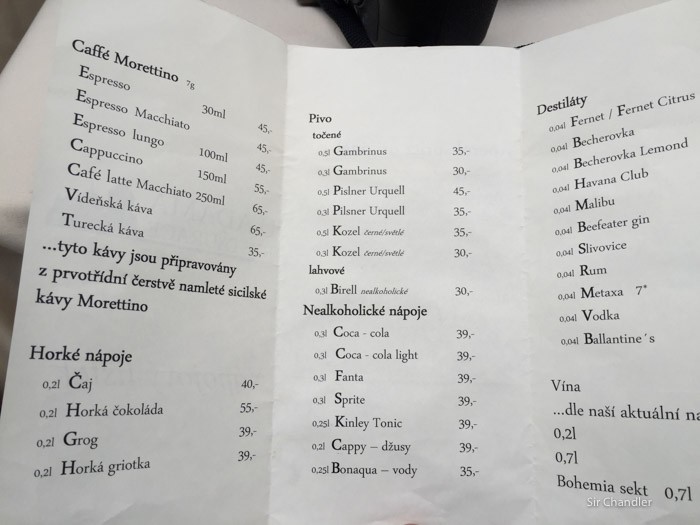 Caffé Morettino 7g
Espresso 30ml 45,-
Espresso Macchiato 45,-
Espresso lungo 100ml 45,-
Cappuccino 150ml 55,-
Café latte Macchiato 250ml 65,-
Vídeňská káva 65,-
Turecká káva 35,-
...tyto kávy jsou připravovány
z prvotřídní čerstvě namleté sicilské
kávy Morettino
Horké nápoje
0,2l Čaj 40,-
0,2l Horká čokoláda 55,-
0,2l Grog 39,-
0,2l Horká griotka 39,-
Pivo
točené
0,5l Gambrinus 35,-
0,3l Gambrinus 30,-
0,5l Pislner Urquell 45,-
0,3l Pilsner Urquell 35,-
0,5l Kozel černé/světlé 35,-
0,3l Kozel černé/světlé 30,-
lahvové
0,3l Birell nealkoholické 30,-
Nealkoholické nápoje
0,3l Coca - cola 39,-
0,3l Coca - cola light 39,-
0,3l Fanta 39,-
0,3l Sprite 39,-
0,25l Kinley Tonic 39,-
0,2l Cappy – džusy 39,-
0,25l Bonaqua – vody 35,-
Destiláty
0,04l Fernet / Fernet Citrus
0,04l Becherovka
0,04l Becherovka Lemond
0,04l Havana Club
0,04l Malibu
0,04l Beefeater gin
0,04l Slivovice
0,04l Rum
0,04l Metaxa 7*
0,04l Vodka
0,04l Ballantine´s
Vína
...dle naší aktuální na
0,2l
0,7l
Bohemia sekt 0,7l
Sir Chandler